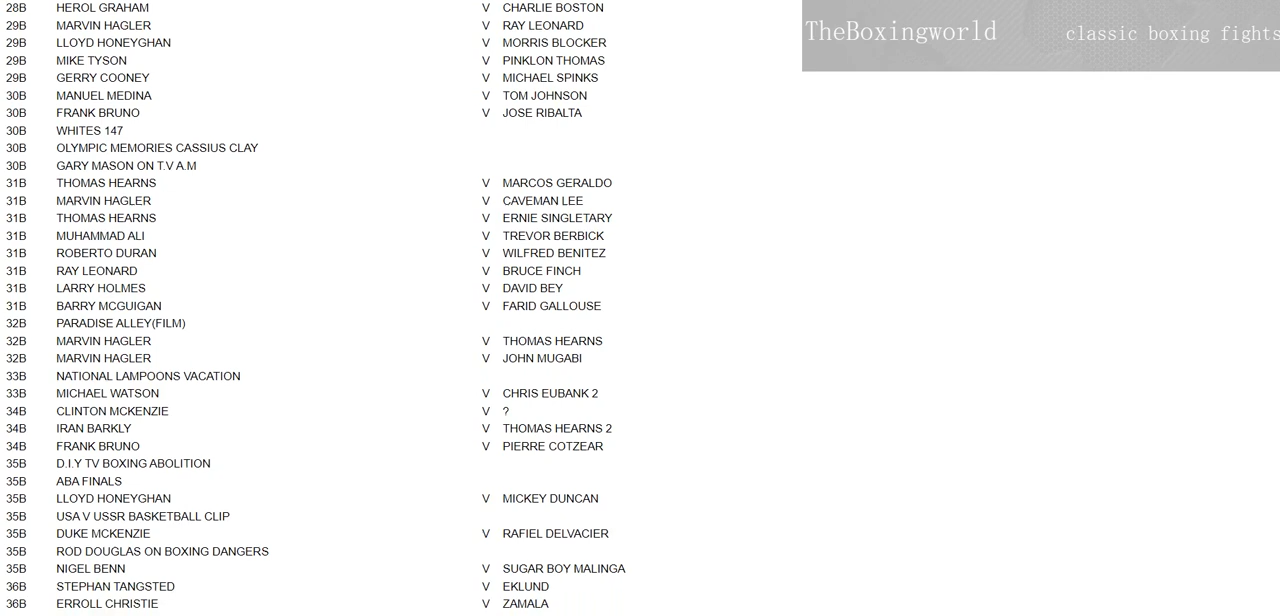 28B HEROL GRAHAM V CHARLIE BOSTON
29B MARVIN HAGLER V RAY LEONARD
29B LLOYD HONEYGHAN V MORRIS BLOCKER
29B MIKE TYSON V PINKLON THOMAS
29B GERRY COONEY V MICHAEL SPINKS
30B MANUEL MEDINA V TOM JOHNSON
30B FRANK BRUNO V JOSE RIBALTA
30B WHITES 147
30B OLYMPIC MEMORIES CASSIUS CLAY
30B GARY MASON ON T.V A.M
31B THOMAS HEARNS V MARCOS GERALDO
31B MARVIN HAGLER V CAVEMAN LEE
31B THOMAS HEARNS V ERNIE SINGLETARY
31B MUHAMMAD ALI V TREVOR BERBICK
31B ROBERTO DURAN V WILFRED BENITEZ
31B RAY LEONARD V BRUCE FINCH
31B LARRY HOLMES V DAVID BEY
31B BARRY MCGUIGAN V FARID GALLOUSE
32B PARADISE ALLEY(FILM)
32B MARVIN HAGLER V THOMAS HEARNS
32B MARVIN HAGLER V JOHN MUGABI
33B NATIONAL LAMPOONS VACATION
33B MICHAEL WATSON V CHRIS EUBANK 2
34B CLINTON MCKENZIE V ?
34B IRAN BARKLY V THOMAS HEARNS 2
34B FRANK BRUNO V PIERRE COTZEAR
35B D.I.Y TV BOXING ABOLITION
35B ABA FINALS
35B LLOYD HONEYGHAN V MICKEY DUNCAN
35B USA V USSR BASKETBALL CLIP
35B DUKE MCKENZIE V RAFIEL DELVACIER
35B ROD DOUGLAS ON BOXING DANGERS
35B NIGEL BENN V SUGAR BOY MALINGA
36B STEPHAN TANGSTED V EKLUND
36B ERROLL CHRISTIE V ZAMALA
TheBoxingworld classic boxing fights